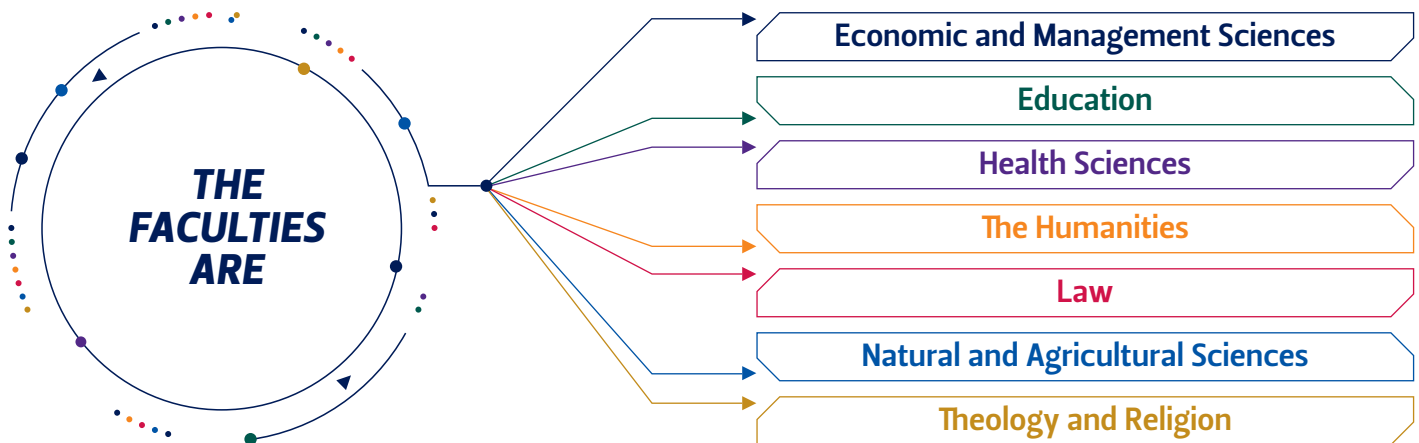 THE
FACULTIES
ARE
Economic and Management Sciences
Education
Health Sciences
The Humanities
Law
Natural and Agricultural Sciences
Theology and Religion